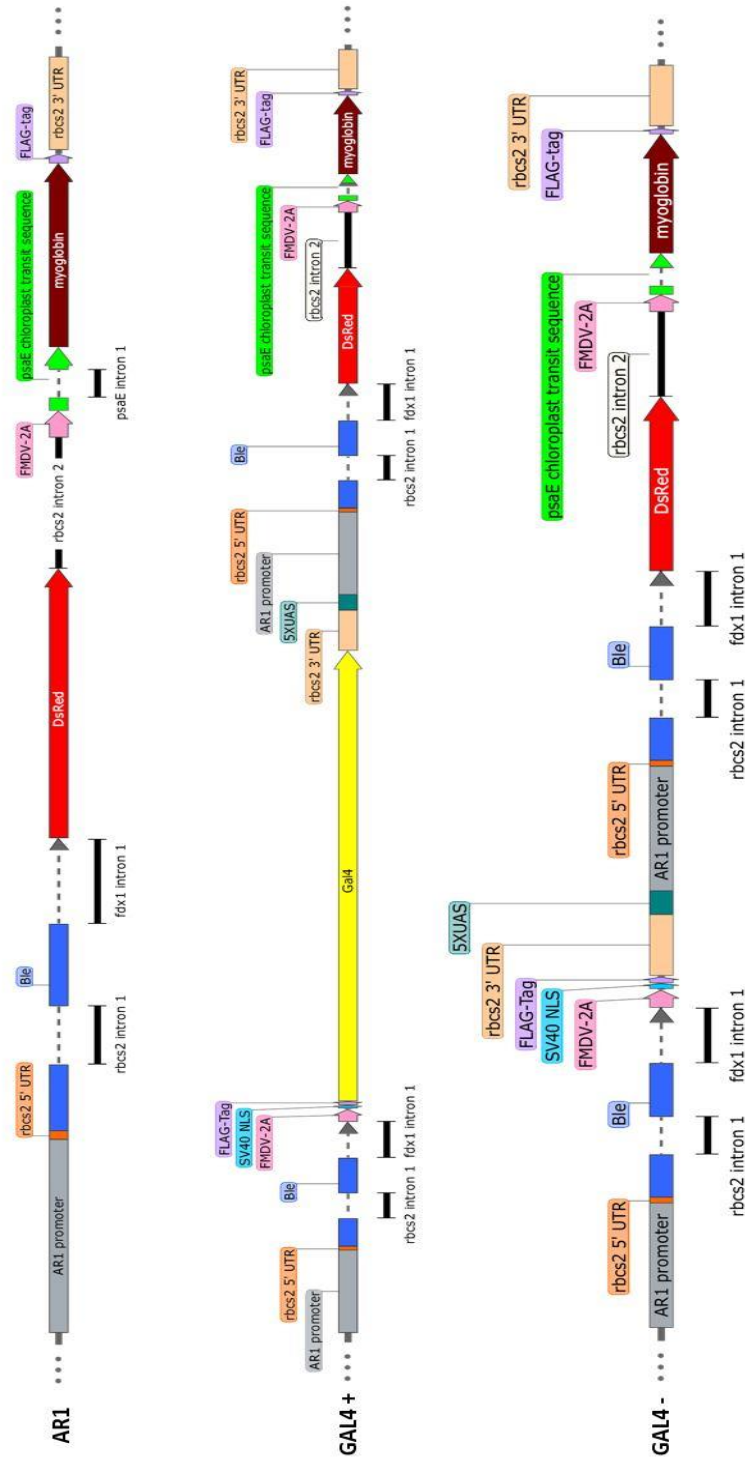 AR1
AR1 promoter
rbcs2 5' UTR
rbcs2 intron 1
Ble
fdx1 intron 1
DsRed
rbcs2 intron 2
FMDV-2A
psaE intron 1
psaE chloroplast transit sequence
myoglobin
FLAG-tag
rbcs2 3' UTR
GAL4 +
AR1 promoter
rbcs2 5' UTR
rbcs2 intron 1
Ble
fdx1 intron 1
FMDV-2A
SV40 NLS
FLAG-Tag
Gal4
rbcs2 3' UTR
5XUAS
AR1 promoter
rbcs2 5' UTR
rbcs2 intron 1
Ble
fdx1 intron 1
DsRed
rbcs2 intron 2
FMDV-2A
psaE chloroplast transit sequence
myoglobin
FLAG-tag
rbcs2 3' UTR
GAL4 -
AR1 promoter
rbcs2 5' UTR
rbcs2 intron 1
Ble
fdx1 intron 1
FMDV-2A
SV40 NLS
FLAG-Tag
rbcs2 3' UTR
5XUAS
AR1 promoter
rbcs2 5' UTR
rbcs2 intron 1
Ble
fdx1 intron 1
DsRed
rbcs2 intron 2
FMDV-2A
psaE chloroplast transit sequence
myoglobin
FLAG-tag
rbcs2 3' UTR